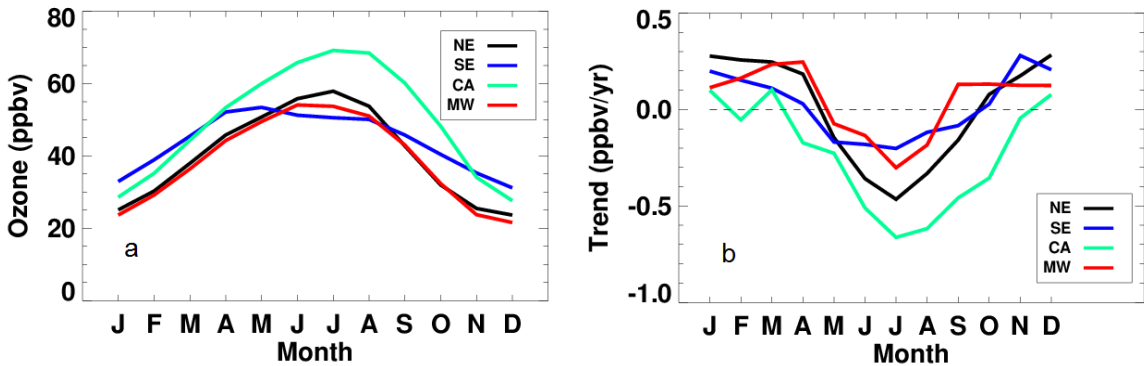 80
60
40
20
0
Ozone (ppbv)
NE
SE
CA
MW
a
J F M A M J J A S O N D
Month
0.5
0.0
-0.5
-1.0
Trend (ppbv/yr)
NE
SE
CA
MW
b
J F M A M J J A S O N D
Month